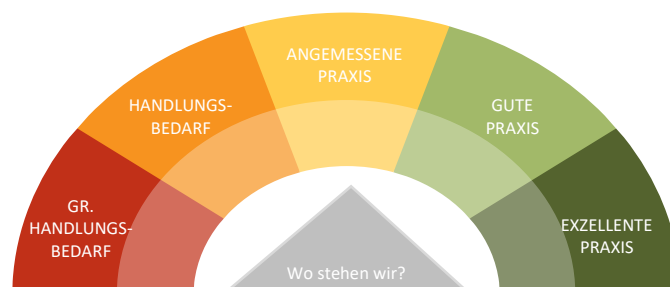 ANGEMESSENE
PRAXIS
HANDLUNGS-
BEDARF
GUTE
PRAXIS
GR.
HANDLUNGS-
BEDARF
EXZELLENTE
PRAXIS
Wo stehen wir?